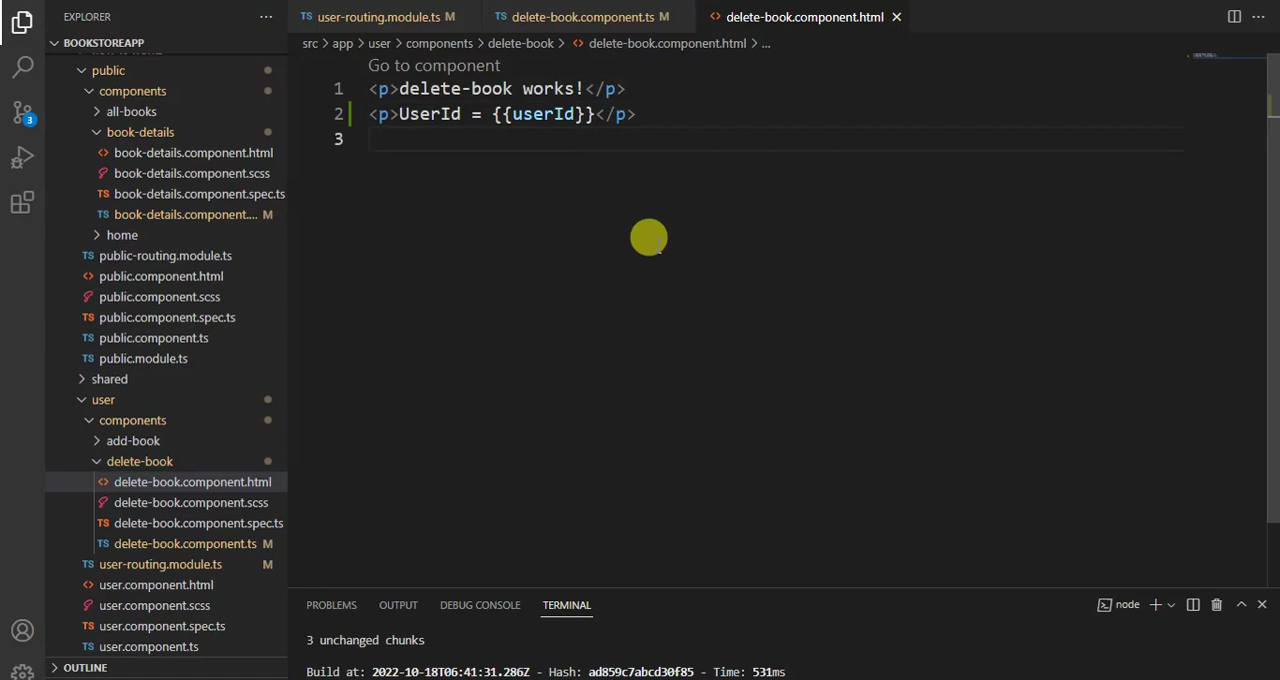 EXPLORER
BOOKSTOREAPP
public
components
all-books
book-details
book-details.component.html
book-details.component.scss
book-details.component.spec.ts
book-details.component.... M
home
public-routing.module.ts
public.component.html
public.component.scss
public.component.spec.ts
public.component.ts
public.module.ts
shared
user
components
add-book
delete-book
delete-book.component.html
delete-book.component.scss
delete-book.component.spec.ts
delete-book.component.ts M
user-routing.module.ts M
user.component.html
user.component.scss
user.component.spec.ts
user.component.ts
OUTLINE
3
TS user-routing.module.ts M
TS delete-book.component.ts M
<> delete-book.component.html
src > app > user > components > delete-book > <> delete-book.component.html > ...
Go to component
1 <p>delete-book works!</p>
2 <p>UserId = {{userId}}</p>
3
PROBLEMS OUTPUT DEBUG CONSOLE TERMINAL
node
3 unchanged chunks
Build at: 2022-10-18T06:41:31.286Z - Hash: ad859c7abcd30f85 - Time: 531ms